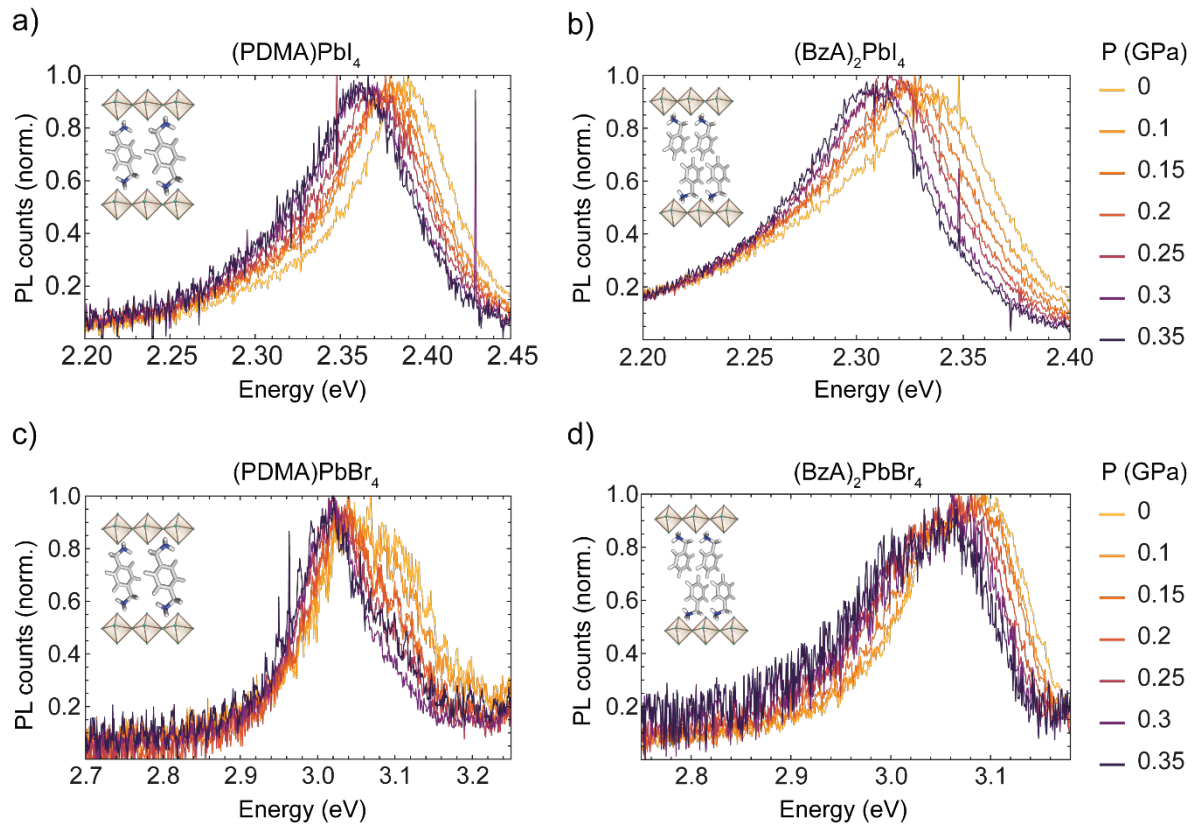 a)
(PDMA)PbI4
PL counts (norm.)
1.0
0.8
0.6
0.4
0.2
2.20 2.25 2.30 2.35 2.40 2.45
Energy (eV)
b)
(BzA)2PbI4
PL counts (norm.)
1.0
0.8
0.6
0.4
0.2
2.20 2.25 2.30 2.35 2.40
Energy (eV)
P (GPa)
0
0.1
0.15
0.2
0.25
0.3
0.35
c)
(PDMA)PbBr4
PL counts (norm.)
1.0
0.8
0.6
0.4
0.2
2.7 2.8 2.9 3.0 3.1 3.2
Energy (eV)
d)
(BzA)2PbBr4
PL counts (norm.)
1.0
0.8
0.6
0.4
0.2
2.8 2.9 3.0 3.1
Energy (eV)
P (GPa)
0
0.1
0.15
0.2
0.25
0.3
0.35